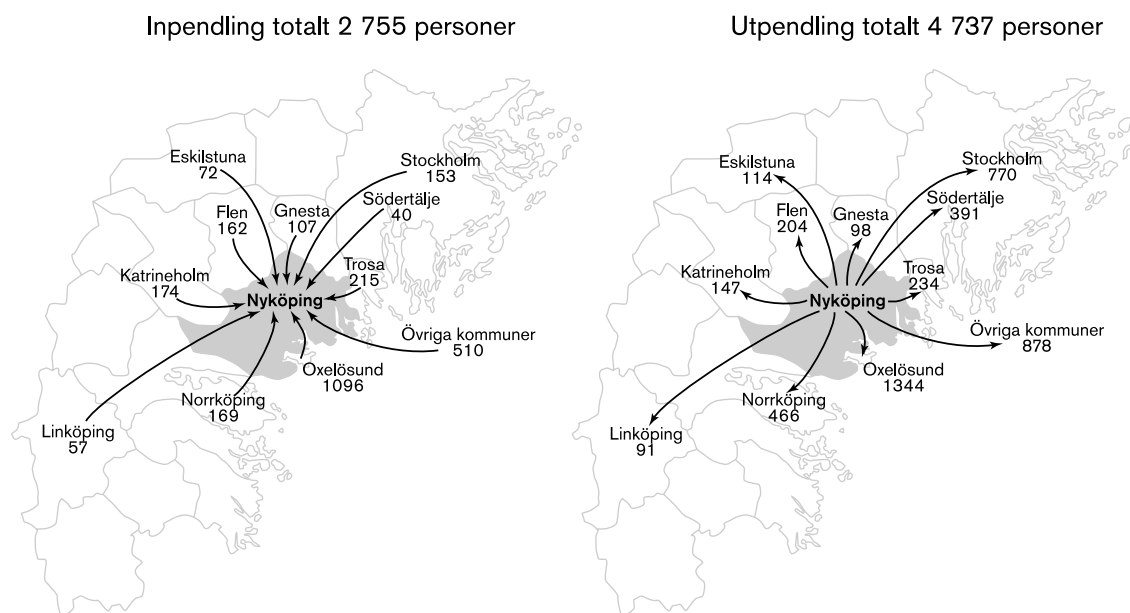 Inpendling totalt 2 755 personer
Eskilstuna
72
Stockholm
153
Södertälje
40
Flen
162
Gnesta
107
Trosa
215
Katrineholm
174
Nyköping
Övriga kommuner
510
Oxelösund
1096
Norrköping
169
Linköping
57
Utpendling totalt 4 737 personer
Eskilstuna
114
Stockholm
770
Södertälje
391
Flen
204
Gnesta
98
Trosa
234
Katrineholm
147
Nyköping
Övriga kommuner
878
Oxelösund
1344
Norrköping
466
Linköping
91